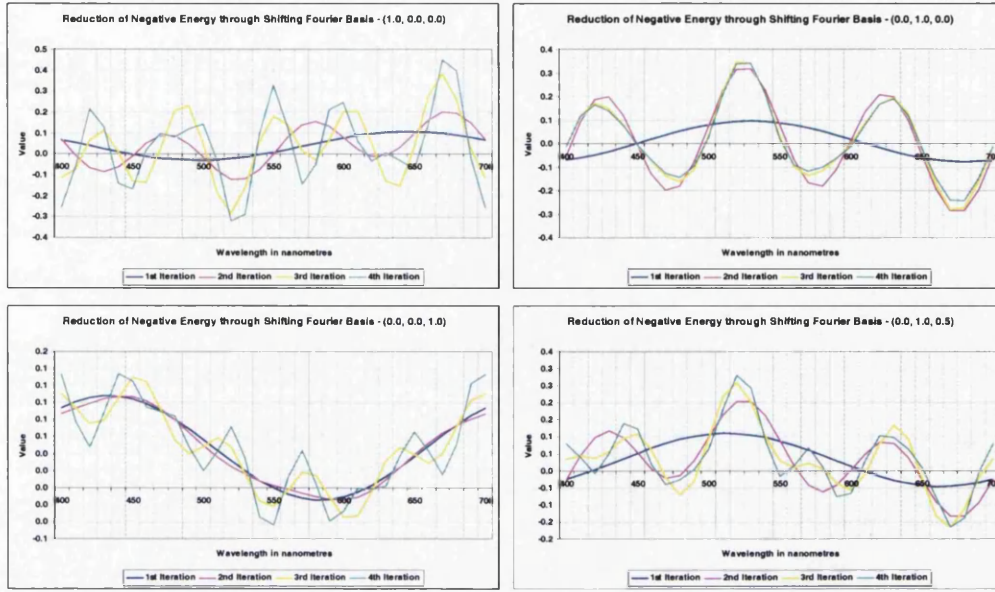 Reduction of Negative Energy through Shifting Fourier Basis - (1.0, 0.0, 0.0)
0.5
0.4
0.3
0.2
0.1
0.0
-0.1
-0.2
-0.3
-0.4
Value
400 450 500 550 600 650 700
Wavelength in nanometres
1st Iteration 2nd Iteration 3rd Iteration 4th Iteration
Reduction of Negative Energy through Shifting Fourier Basis - (0.0, 1.0, 0.0)
0.4
0.3
0.2
0.1
0.0
-0.1
-0.2
-0.3
-0.4
Value
400 450 500 550 600 650 700
Wavelength in nanometres
1st Iteration 2nd Iteration 3rd Iteration 4th Iteration
Reduction of Negative Energy through Shifting Fourier Basis - (0.0, 0.0, 1.0)
0.2
0.1
0.1
0.1
0.1
0.1
0.0
0.0
0.0
0.0
0.0
-0.1
Value
400 450 500 550 600 650 700
Wavelength in nanometres
1st Iteration 2nd Iteration 3rd Iteration 4th Iteration
Reduction of Negative Energy through Shifting Fourier Basis - (0.0, 1.0, 0.5)
0.4
0.3
0.3
0.2
0.2
0.1
0.1
0.0
-0.1
-0.1
-0.2
-0.2
Value
400 450 500 550 600 650 700
Wavelength in nanometres
1st Iteration 2nd Iteration 3rd Iteration 4th Iteration